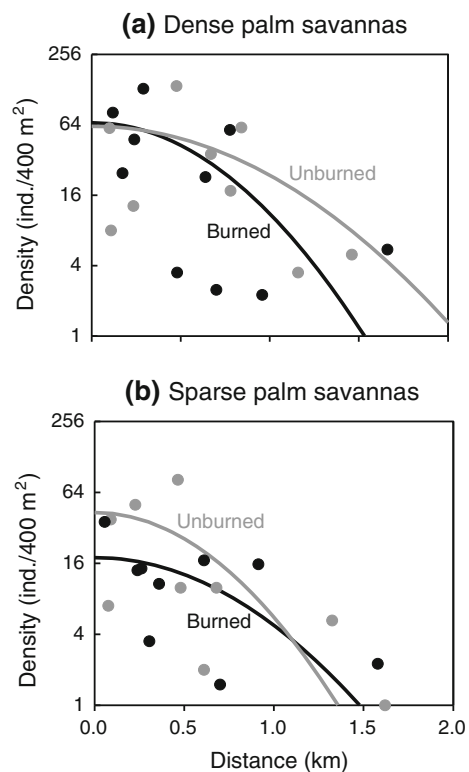 (a) Dense palm savannas
256
64
16
4
1
Density (ind./400 m²)
Unburned
Burned
(b) Sparse palm savannas
256
64
16
4
1
Density (ind./400 m²)
Unburned
Burned
0.0 0.5 1.0 1.5 2.0
Distance (km)